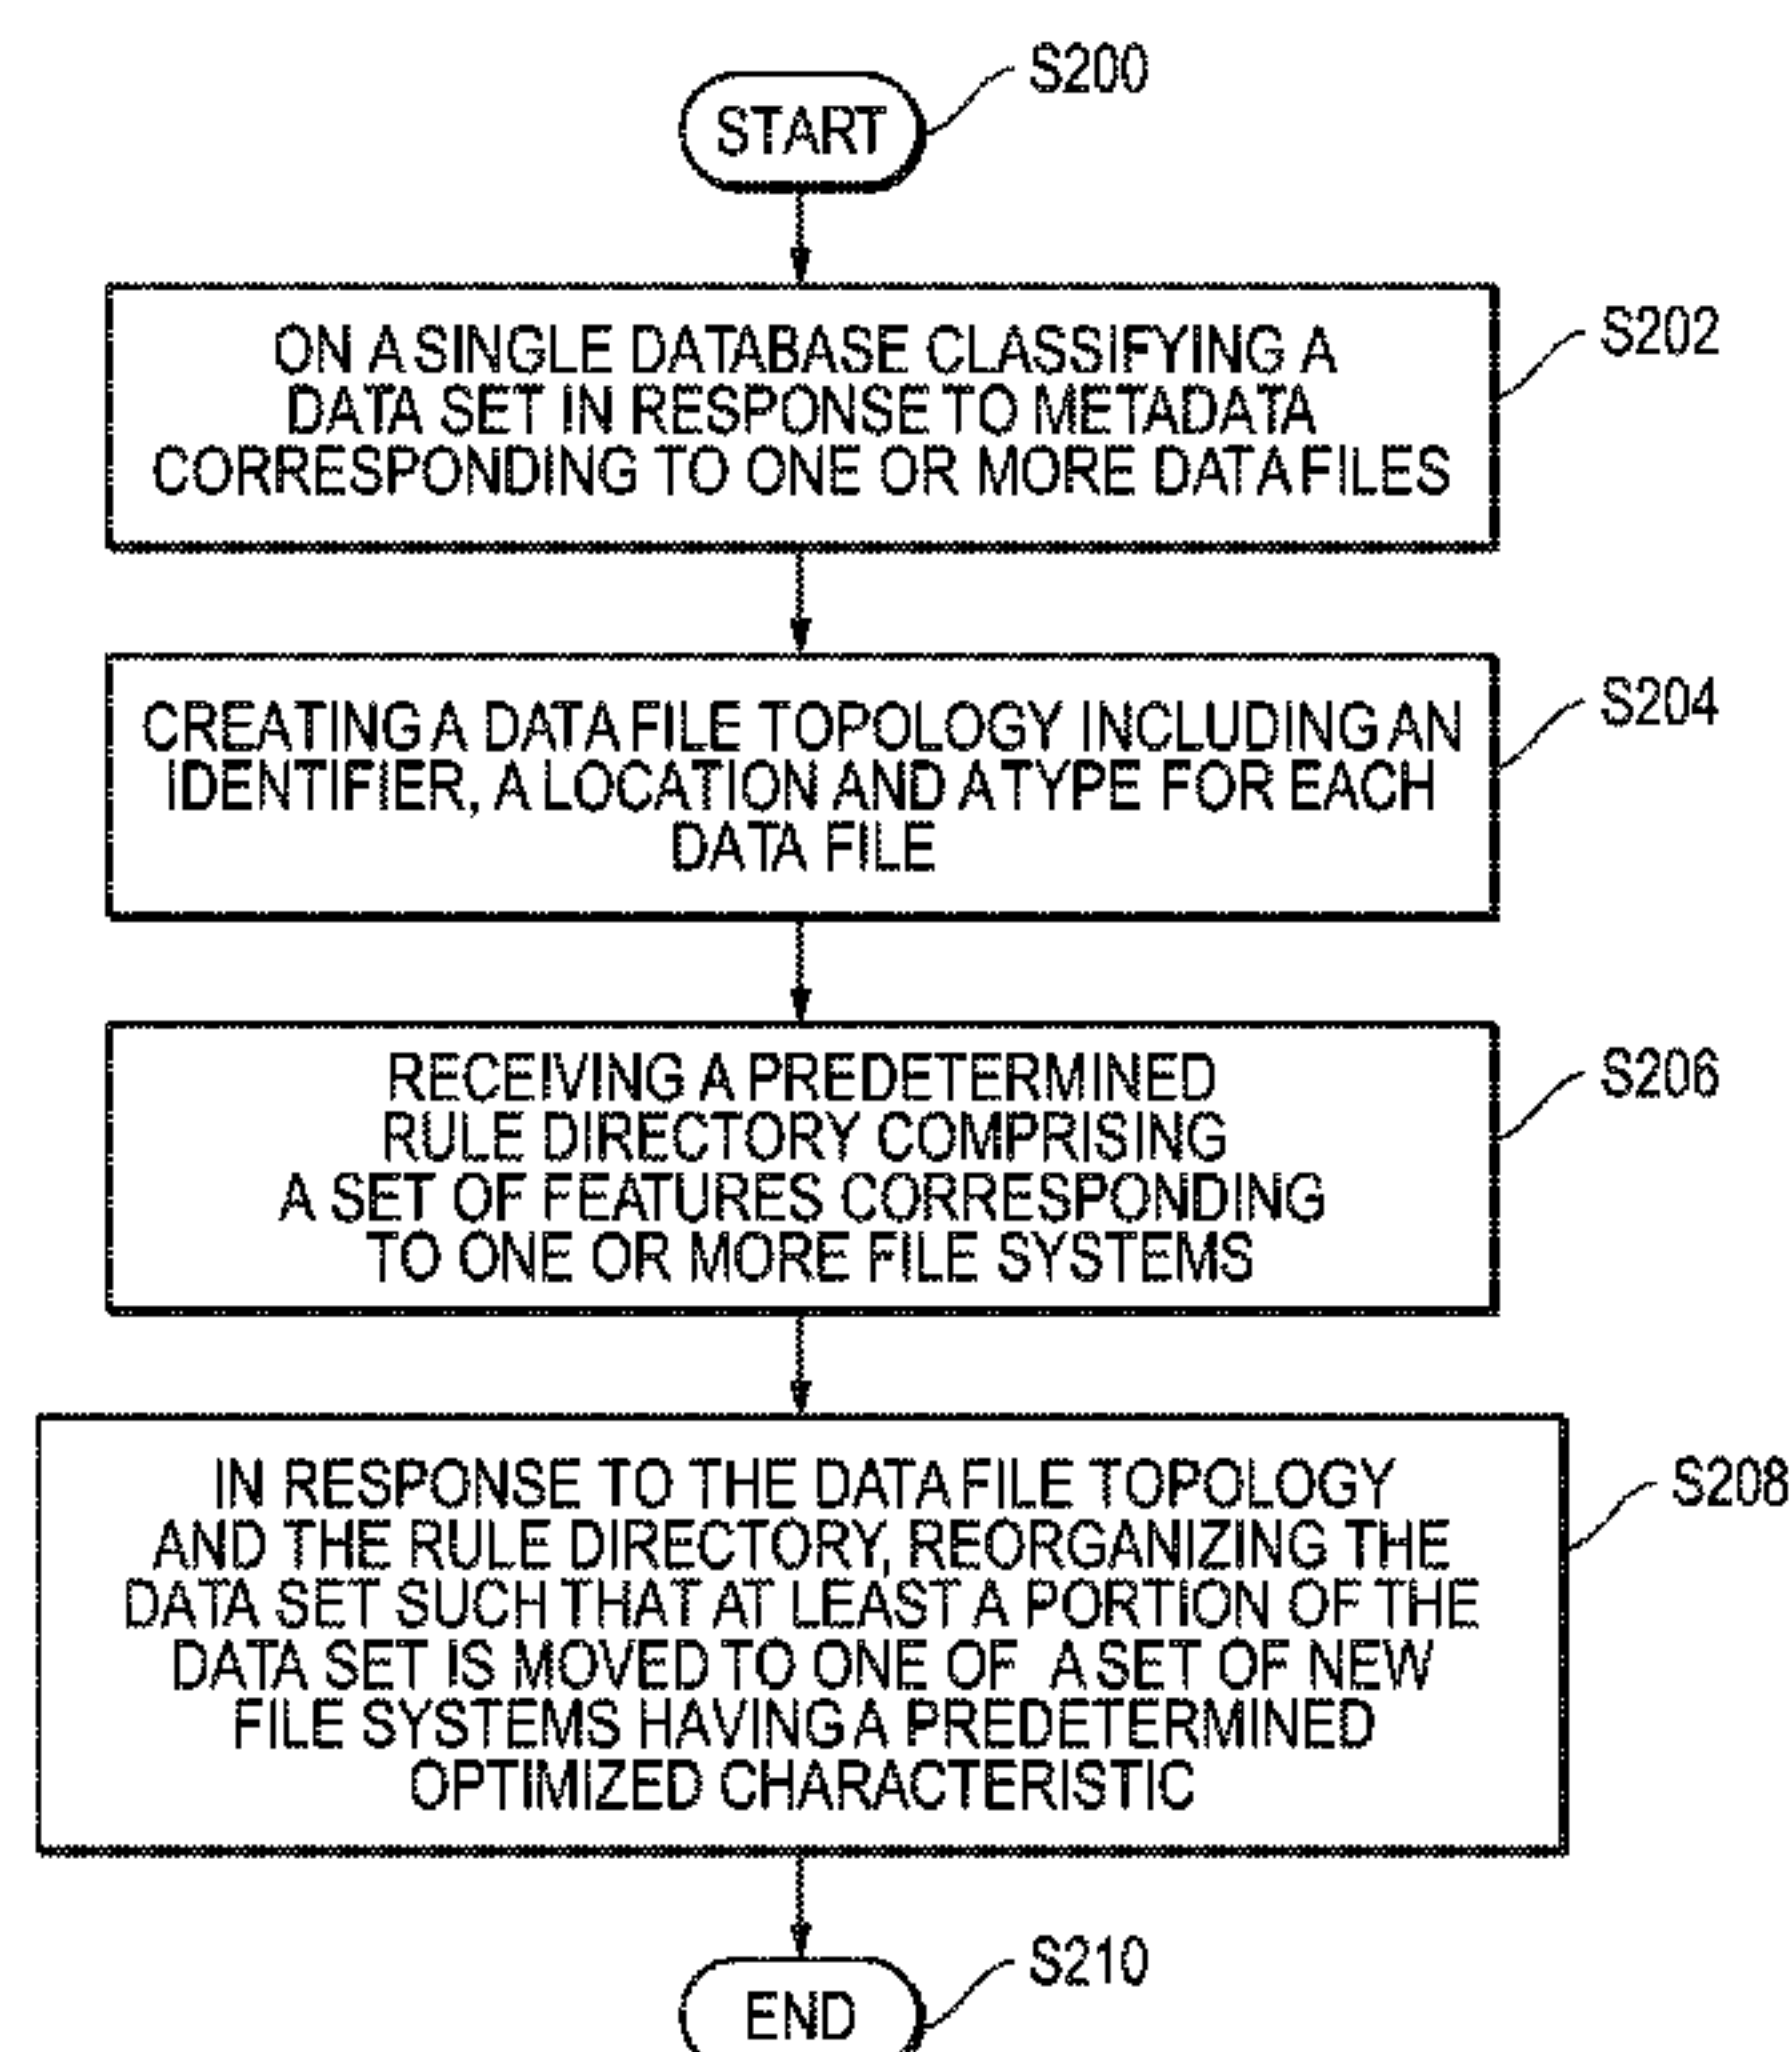 S200
START
ON A SINGLE DATABASE CLASSIFYING A
DATA SET IN RESPONSE TO METADATA
CORRESPONDING TO ONE OR MORE DATA FILES
S202
CREATING A DATA FILE TOPOLOGY INCLUDING AN
IDENTIFIER, A LOCATION AND A TYPE FOR EACH
DATA FILE
S204
RECEIVING A PREDETERMINED
RULE DIRECTORY COMPRISING
A SET OF FEATURES CORRESPONDING
TO ONE OR MORE FILE SYSTEMS
S206
IN RESPONSE TO THE DATA FILE TOPOLOGY
AND THE RULE DIRECTORY, REORGANIZING THE
DATA SET SUCH THAT AT LEAST A PORTION OF THE
DATA SET IS MOVED TO ONE OF A SET OF NEW
FILE SYSTEMS HAVING A PREDETERMINED
OPTIMIZED CHARACTERISTIC
S208
END
S210